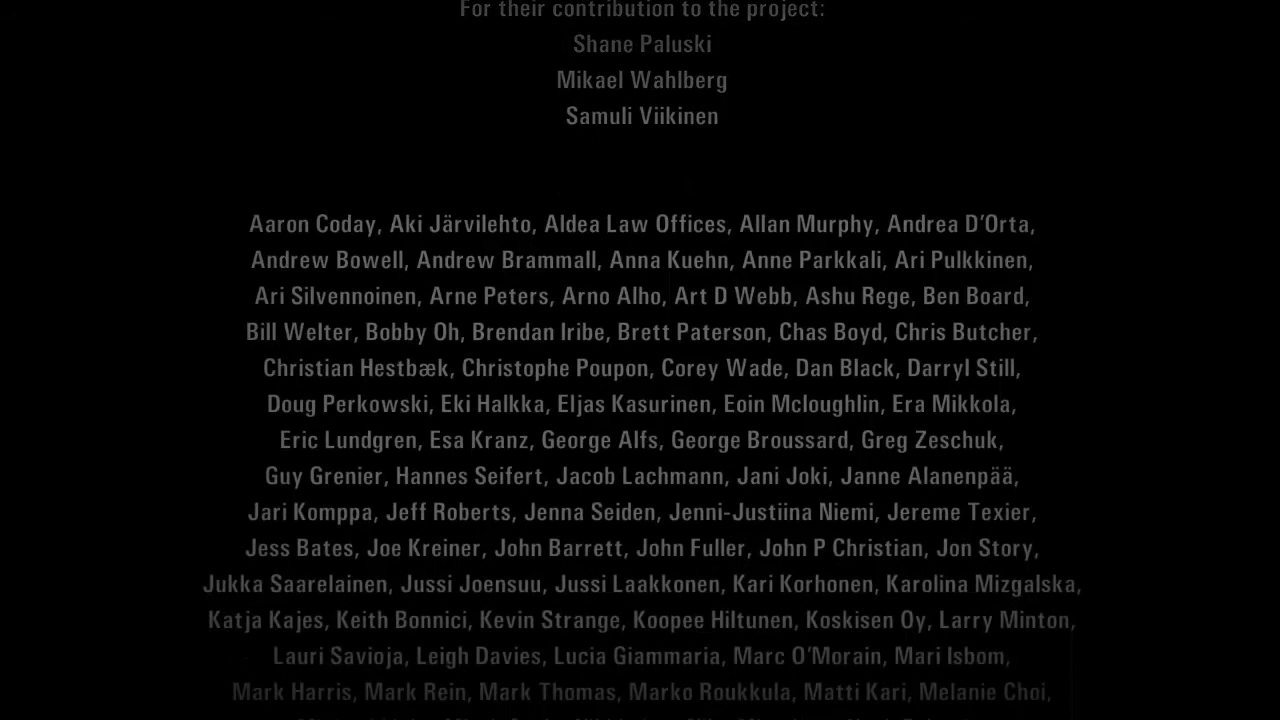 For their contribution to the project:
Shane Paluski
Mikael Wahlberg
Samuli Viikinen
Aaron Coday, Aki Järvilehto, Aldea Law Offices, Allan Murphy, Andrea D’Orta,
Andrew Bowell, Andrew Brammall, Anna Kuehn, Anne Parkkali, Ari Pulkkinen,
Ari Silvennoinen, Arne Peters, Arno Alho, Art D Webb, Ashu Rege, Ben Board,
Bill Welter, Bobby Oh, Brendan Iribe, Brett Paterson, Chas Boyd, Chris Butcher,
Christian Hestbæk, Christophe Poupon, Corey Wade, Dan Black, Darryl Still,
Doug Perkowski, Eki Halkka, Eljas Kasurinen, Eoin Mcloughlin, Era Mikkola,
Eric Lundgren, Esa Kranz, George Alfs, George Broussard, Greg Zeschuk,
Guy Grenier, Hannes Seifert, Jacob Lachmann, Jani Joki, Janne Alanenpää,
Jari Komppa, Jeff Roberts, Jenna Seiden, Jenni-Justiina Niemi, Jereme Texier,
Jess Bates, Joe Kreiner, John Barrett, John Fuller, John P Christian, Jon Story,
Jukka Saarelainen, Jussi Joensuu, Jussi Laakkonen, Kari Korhonen, Karolina Mizgalska,
Katja Kajes, Keith Bonnici, Kevin Strange, Koopee Hiltunen, Koskisen Oy, Larry Minton,
Lauri Savioja, Leigh Davies, Lucia Giammaria, Marc O’Morain, Mari Isbom,
Mark Harris, Mark Rein, Mark Thomas, Marko Roukkula, Matti Kari, Melanie Choi,